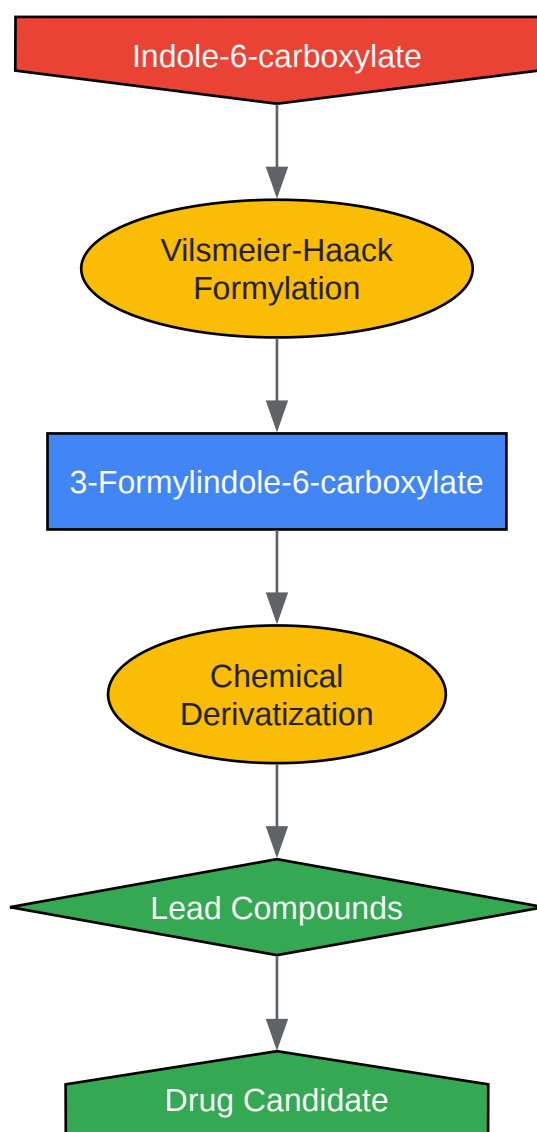 Indole-6-carboxylate
Vilsmeier-Haack
Formylation
3-Formylindole-6-carboxylate
Chemical
Derivatization
Lead Compounds
Drug Candidate